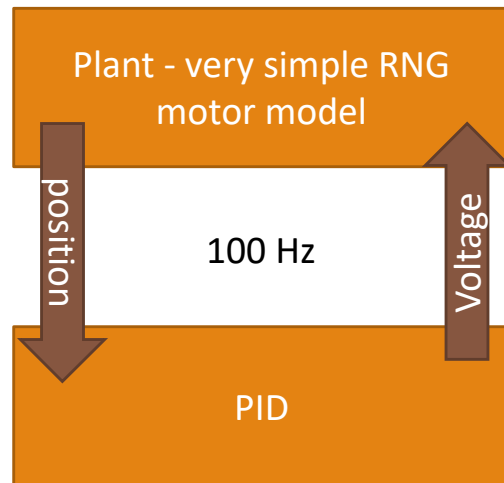 Plant - very simple RNG
motor model
position
100 Hz
Voltage
PID